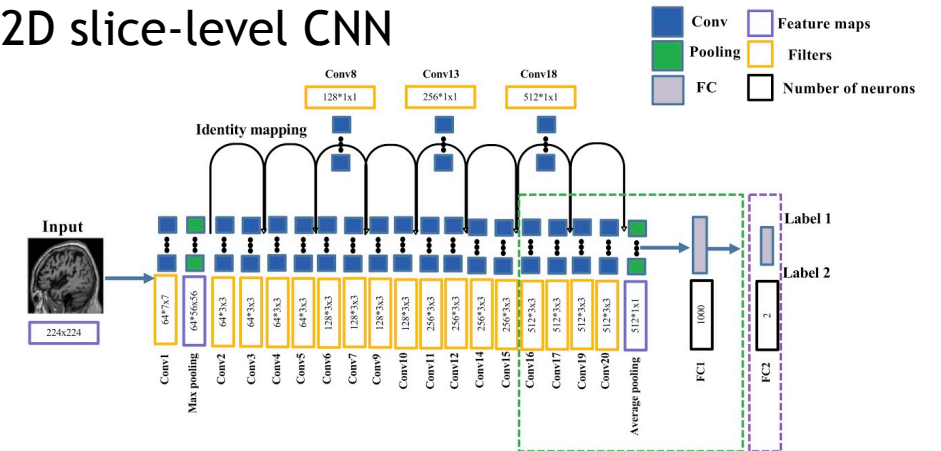 2D slice-level CNN
Conv
Feature maps
Pooling
Filters
FC
Number of neurons
Conv8
Conv13
Conv18
128*1x1
256*1x1
512*1x1
Identity mapping
Input
Label 1
Label 2
224x224
64*7x7
64*56x56
64*3x3
64*3x3
64*3x3
64*3x3
128*3x3
128*3x3
128*3x3
128*3x3
256*3x3
256*3x3
256*3x3
256*3x3
512*3x3
512*3x3
512*3x3
512*3x3
512*1x1
1000
2
Conv1
Max pooling
Conv2
Conv3
Conv4
Conv5
Conv6
Conv7
Conv9
Conv10
Conv11
Conv12
Conv14
Conv15
Conv16
Conv17
Conv19
Conv20
Average pooling
FC1
FC2